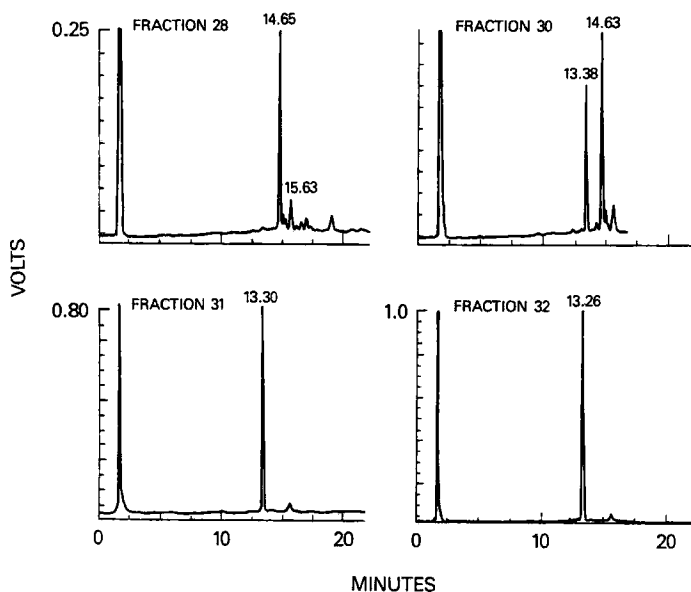 0.25
FRACTION 28
14.65
15.63
FRACTION 30
13.38
14.63
VOLTS
0.80
FRACTION 31
13.30
0 10 20
1.0
FRACTION 32
13.26
0 10 20
MINUTES